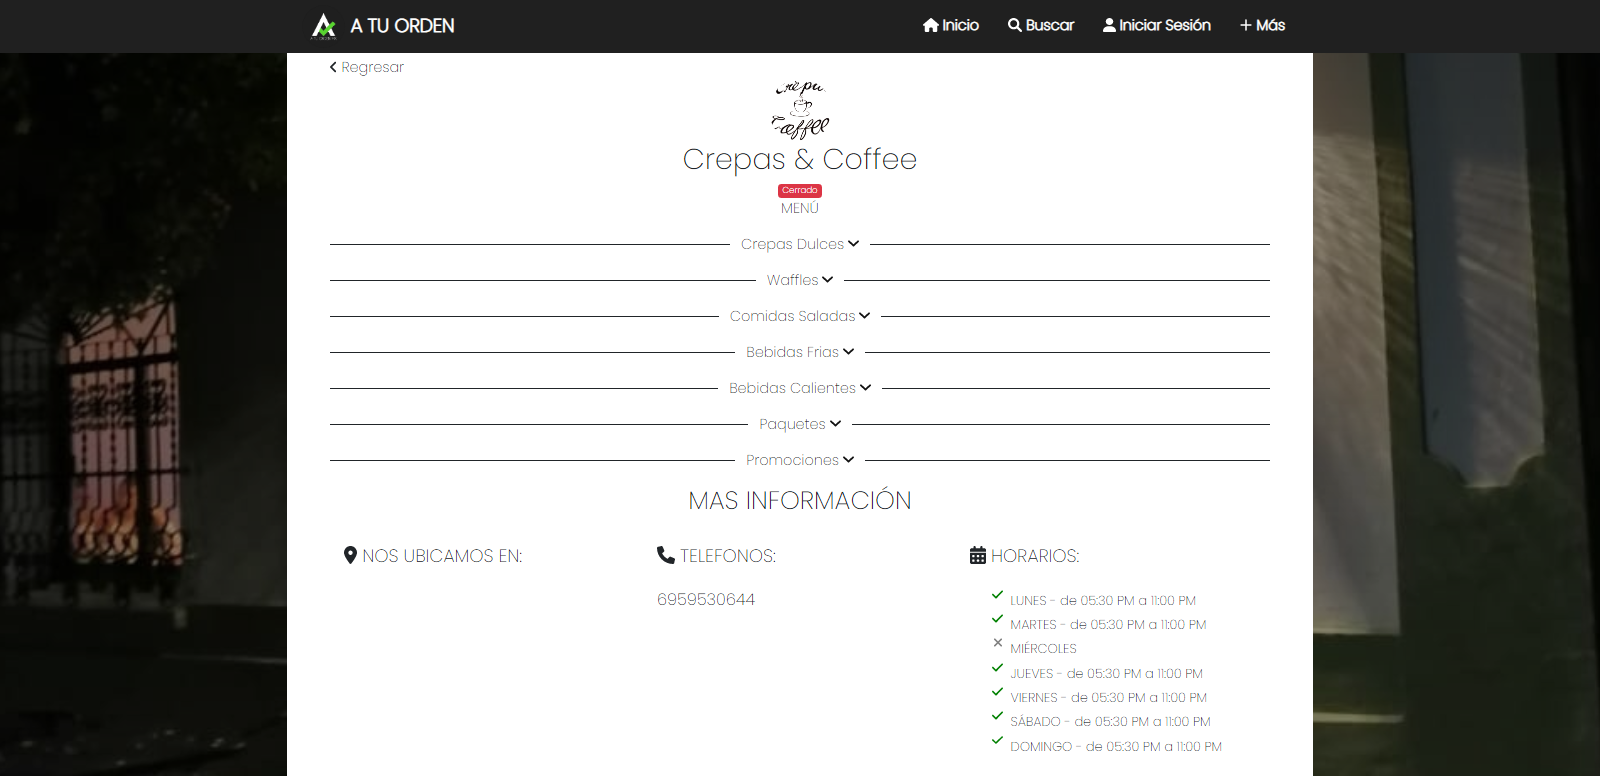 A TU ORDEN
Inicio
Buscar
Iniciar Sesión
Más
Regresar
Crepas & Coffee
Cerrado
MENÚ
Crepas Dulces
Waffles
Comidas Saladas
Bebidas Frias
Bebidas Calientes
Paquetes
Promociones
MAS INFORMACIÓN
NOS UBICAMOS EN:
TELEFONOS:
6959530644
HORARIOS:
LUNES - de 05:30 PM a 11:00 PM
MARTES - de 05:30 PM a 11:00 PM
MIÉRCOLES
JUEVES - de 05:30 PM a 11:00 PM
VIERNES - de 05:30 PM a 11:00 PM
SÁBADO - de 05:30 PM a 11:00 PM
DOMINGO - de 05:30 PM a 11:00 PM